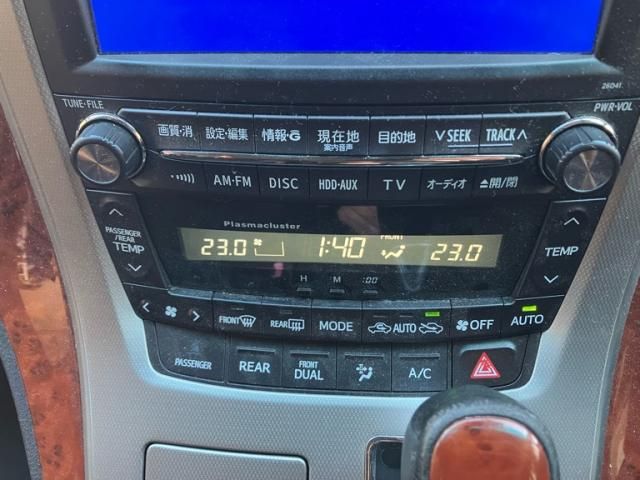 26041
TUNE·FILE
PWR·VOL
画質・消 設定・編集 情報・G 現在地 案内音声 目的地 ∨ SEEK TRACK ∧
AM·FM DISC HDD·AUX TV オーディオ ⏏開/閉
Plasmacluster
PASSENGER/REAR TEMP
23.0 1:40 FRONT 23.0
TEMP
H M :00
FRONT REAR MODE AUTO OFF AUTO
PASSENGER REAR FRONT DUAL A/C